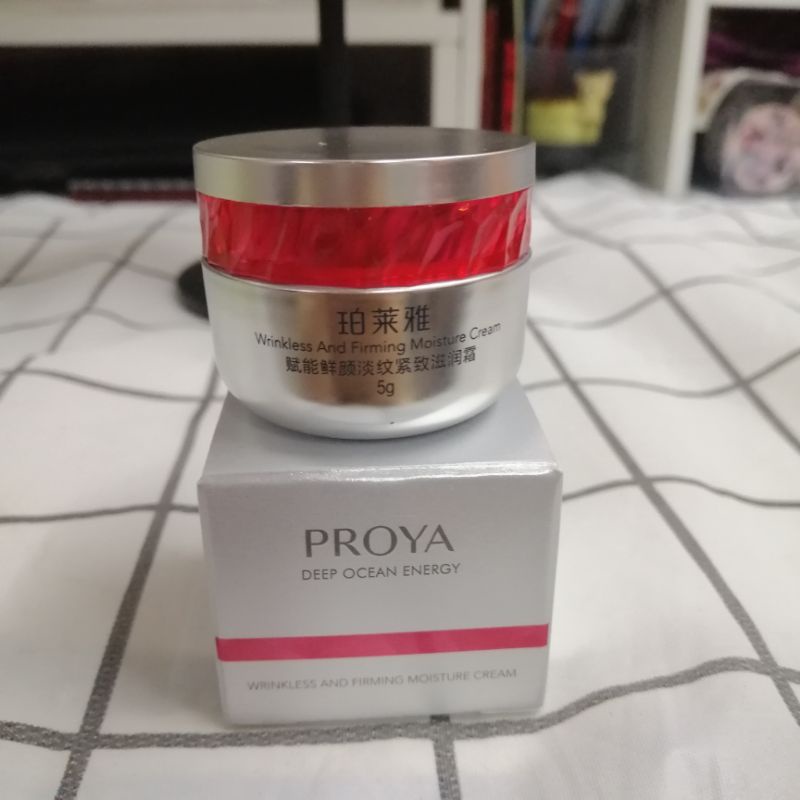 珀莱雅
Wrinkless And Firming Moisture Cream
赋能鲜颜淡纹紧致滋润霜
5g
PROYA
DEEP OCEAN ENERGY
WRINKLESS AND FIRMING MOISTURE CREAM